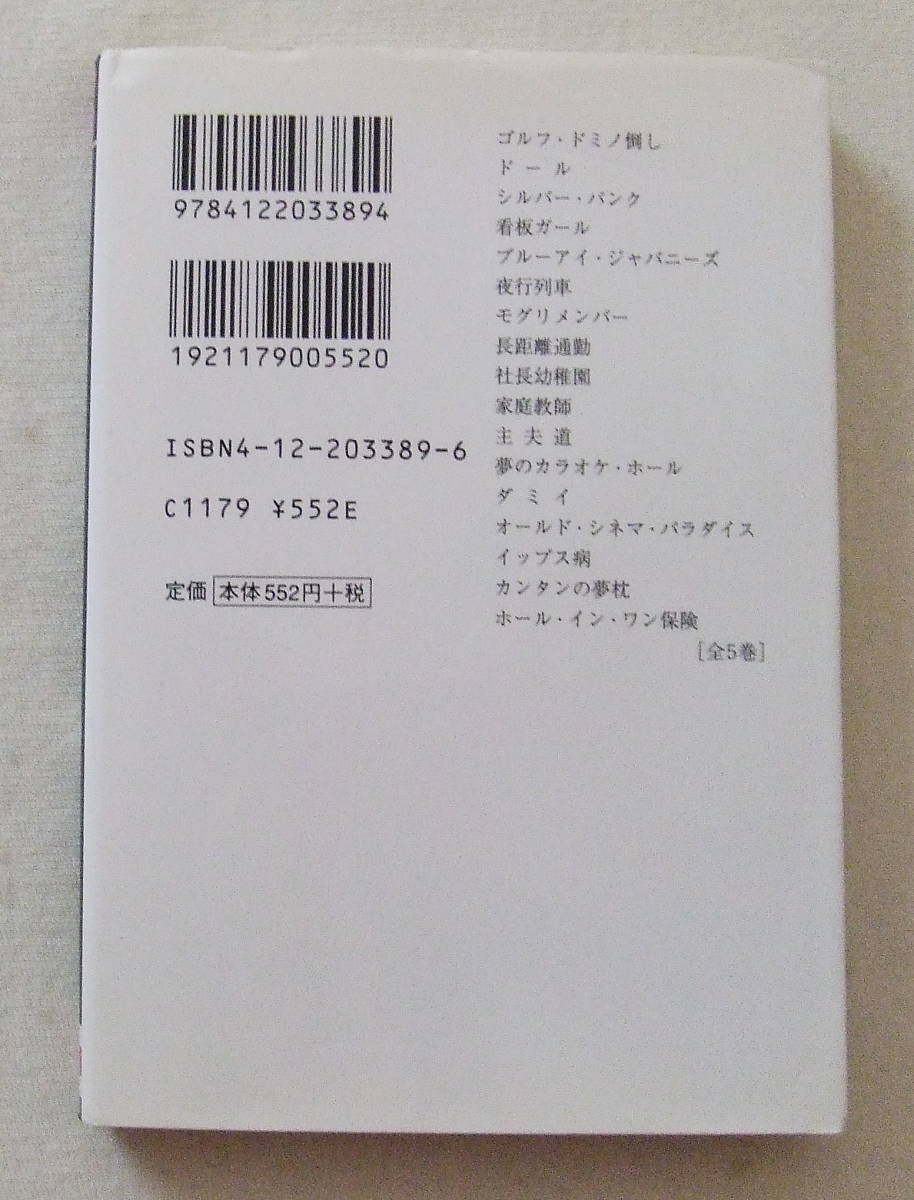 9784122033894
1921179005520
ISBN4-12-203389-6
C1179 ¥552E
定価 本体552円+税
ゴルフ・ドミノ倒し
ドール
シルバー・バンク
看板ガール
ブルーアイ・ジャパニーズ
夜行列車
モグリメンバー
長距離通勤
社長幼稚園
家庭教師
主夫道
夢のカラオケ・ホール
ダミイ
オールド・シネマ・パラダイス
イップス病
カンタンの夢枕
ホール・イン・ワン保険
[全5巻]